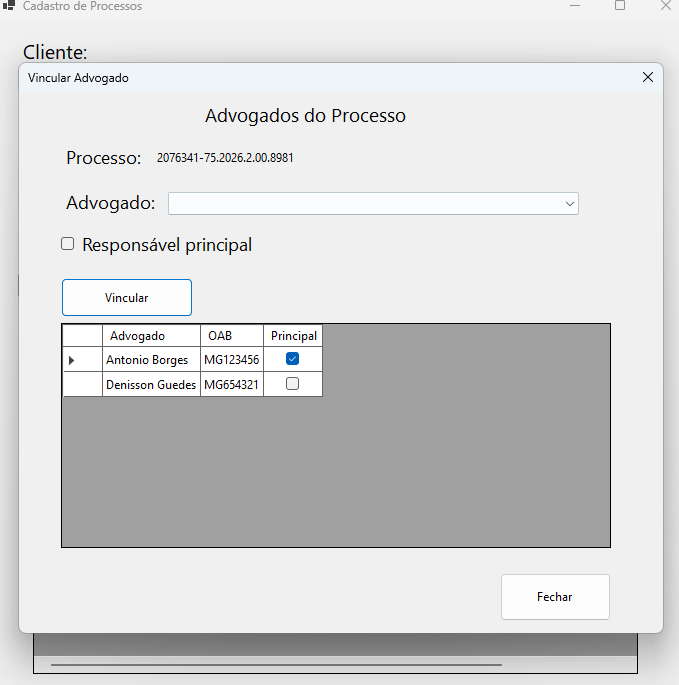 Cadastro de Processos
Cliente:
Vincular Advogado
Advogados do Processo
Processo: 2076341-75.2026.2.00.8981
Advogado:
Responsável principal
Vincular
Advogado OAB Principal
Antonio Borges MG123456
Denisson Guedes MG654321
Fechar